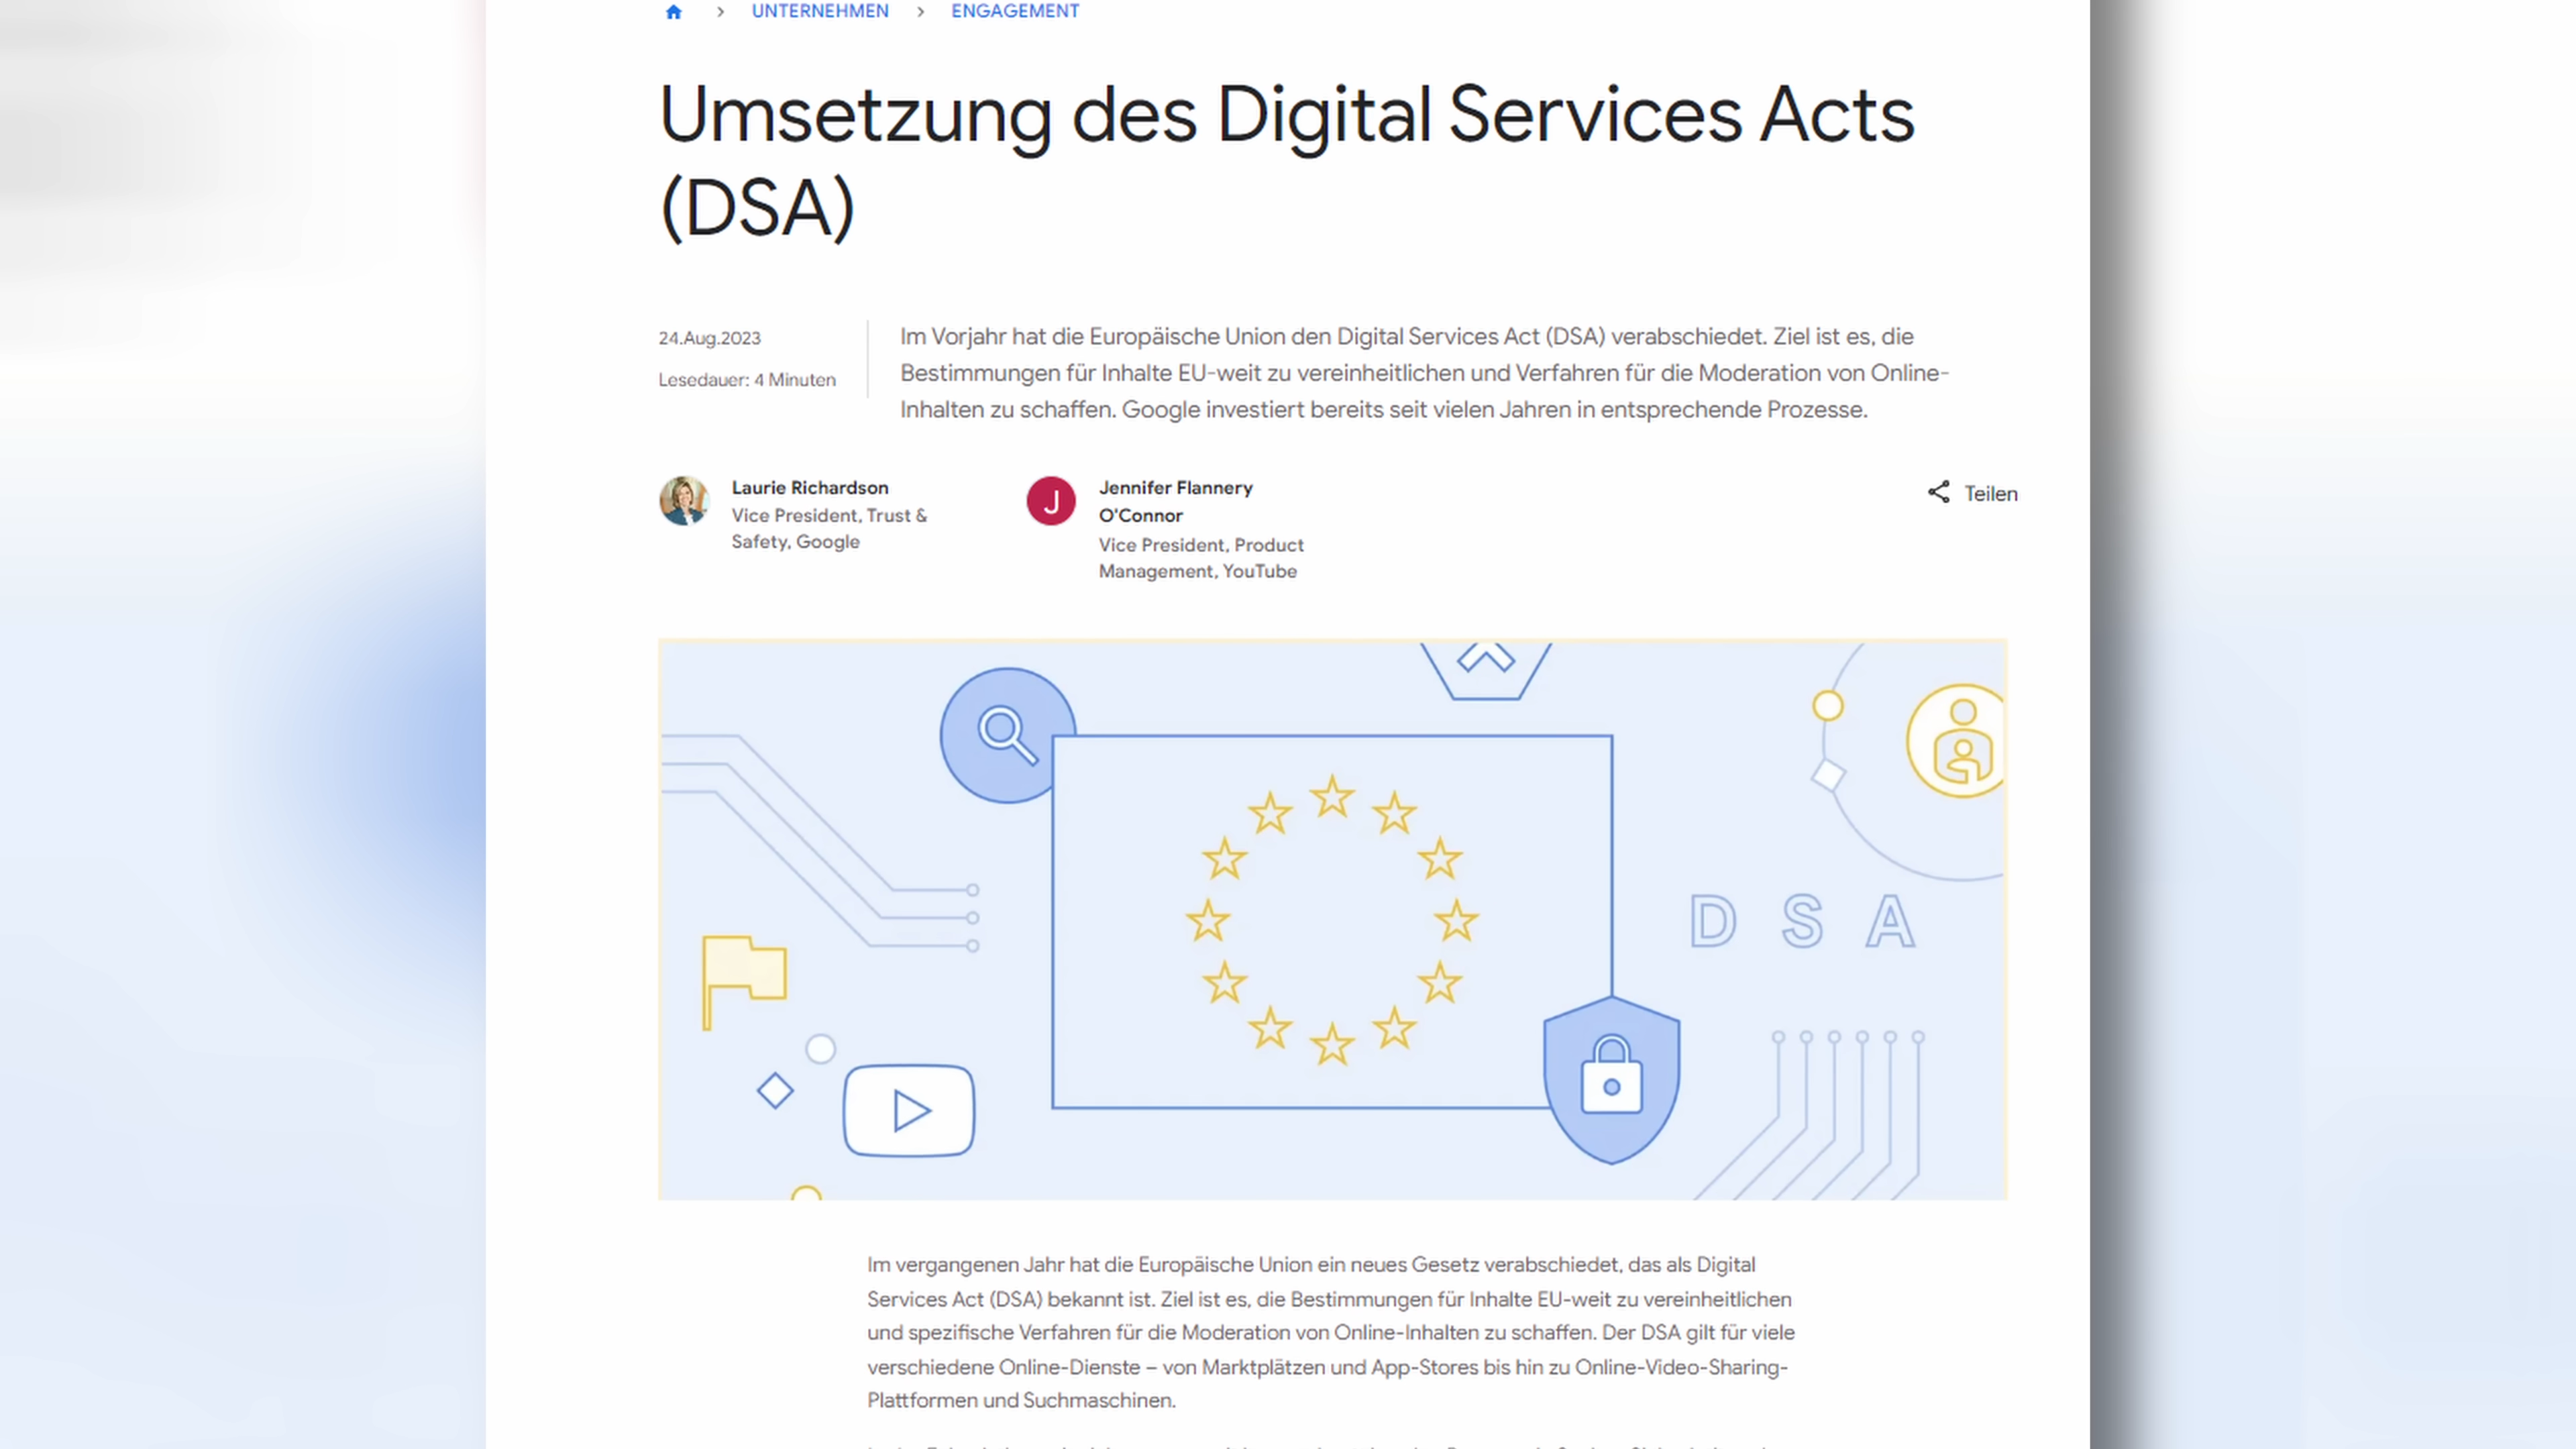 UNTERNEHMEN > ENGAGEMENT
Umsetzung des Digital Services Acts
(DSA)
24.Aug.2023
Lesedauer: 4 Minuten
Im Vorjahr hat die Europäische Union den Digital Services Act (DSA) verabschiedet. Ziel ist es, die
Bestimmungen für Inhalte EU-weit zu vereinheitlichen und Verfahren für die Moderation von Online-
Inhalten zu schaffen. Google investiert bereits seit vielen Jahren in entsprechende Prozesse.
Laurie Richardson
Vice President, Trust &
Safety, Google
J
Jennifer Flannery
O'Connor
Vice President, Product
Management, YouTube
Teilen
D S A
Im vergangenen Jahr hat die Europäische Union ein neues Gesetz verabschiedet, das als Digital
Services Act (DSA) bekannt ist. Ziel ist es, die Bestimmungen für Inhalte EU-weit zu vereinheitlichen
und spezifische Verfahren für die Moderation von Online-Inhalten zu schaffen. Der DSA gilt für viele
verschiedene Online-Dienste – von Marktplätzen und App-Stores bis hin zu Online-Video-Sharing-
Plattformen und Suchmaschinen.